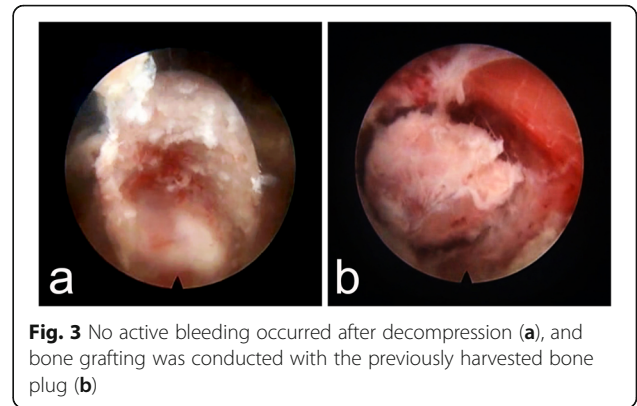 a
b
Fig. 3 No active bleeding occurred after decompression (a), and
bone grafting was conducted with the previously harvested bone
plug (b)